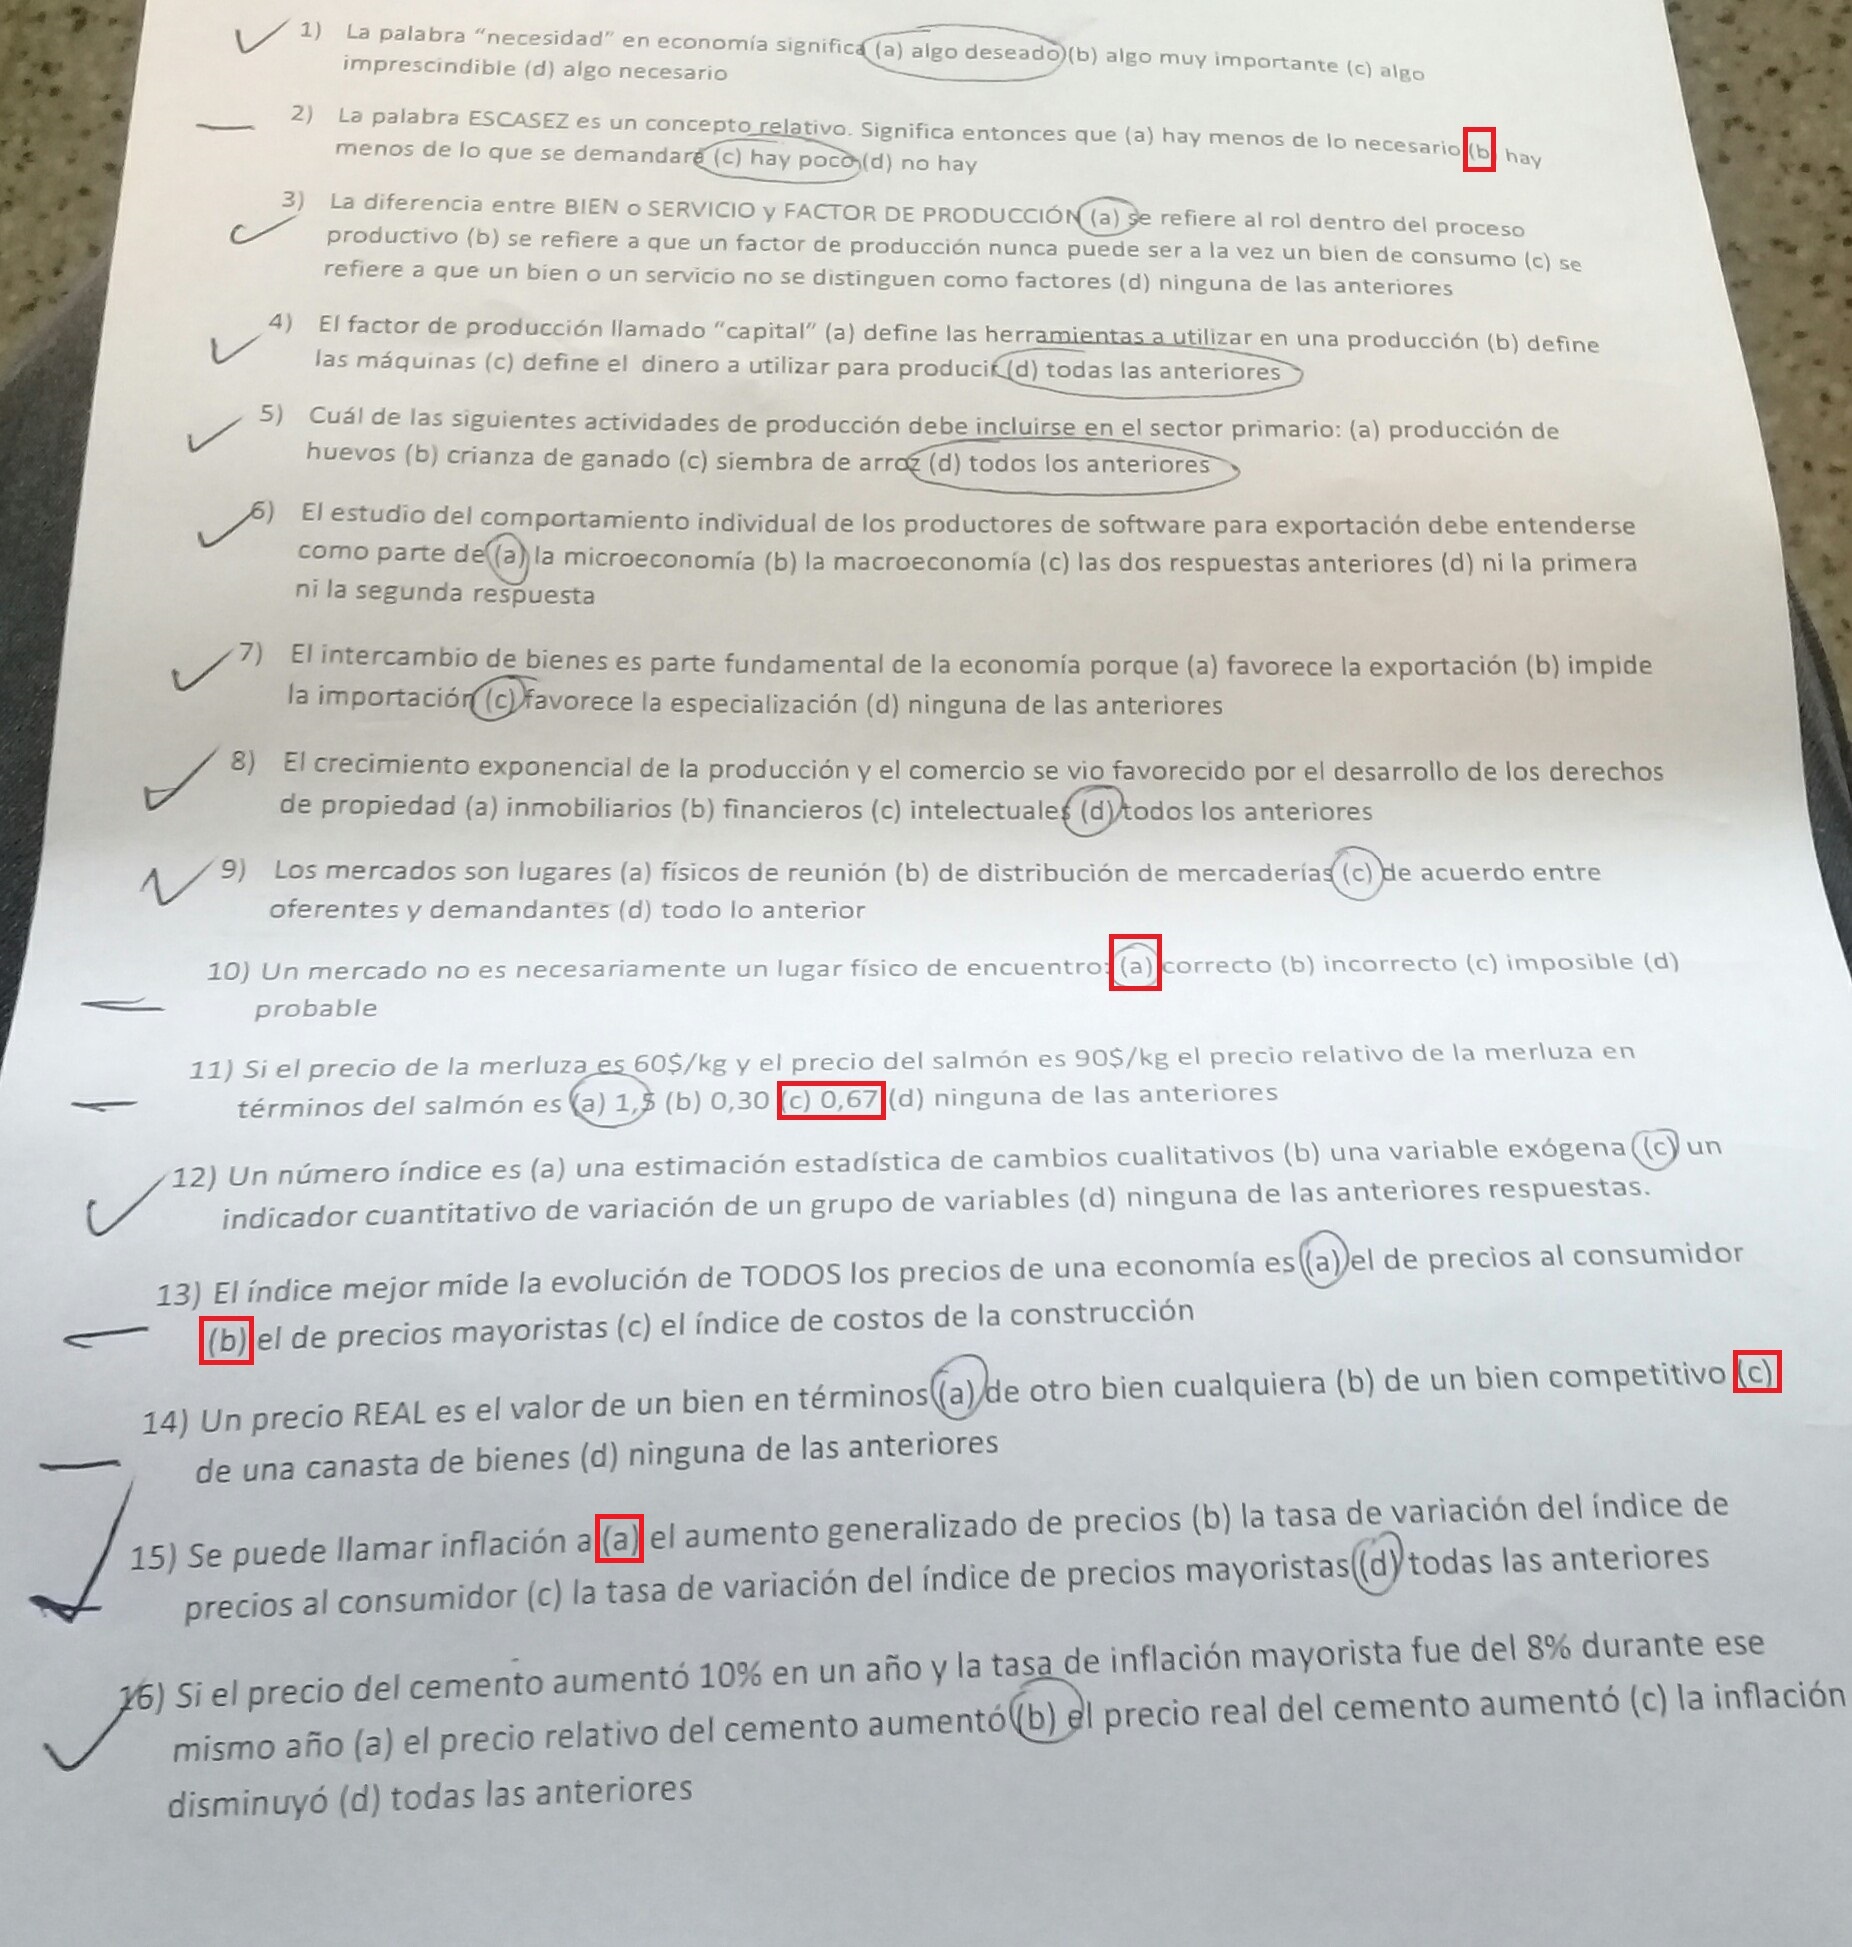 1) La palabra “necesidad” en economía significa (a) algo deseado (b) algo muy importante (c) algo
imprescindible (d) algo necesario
2) La palabra ESCASEZ es un concepto relativo. Significa entonces que (a) hay menos de lo necesario (b) hay
menos de lo que se demandaré (c) hay poco (d) no hay
3) La diferencia entre BIEN o SERVICIO y FACTOR DE PRODUCCIÓN (a) se refiere al rol dentro del proceso
productivo (b) se refiere a que un factor de producción nunca puede ser a la vez un bien de consumo (c) se
refiere a que un bien o un servicio no se distinguen como factores (d) ninguna de las anteriores
4) El factor de producción llamado “capital” (a) define las herramientas a utilizar en una producción (b) define
las máquinas (c) define el dinero a utilizar para producir (d) todas las anteriores
5) Cuál de las siguientes actividades de producción debe incluirse en el sector primario: (a) producción de
huevos (b) crianza de ganado (c) siembra de arroz (d) todos los anteriores
6) El estudio del comportamiento individual de los productores de software para exportación debe entenderse
como parte de (a) la microeconomía (b) la macroeconomía (c) las dos respuestas anteriores (d) ni la primera
ni la segunda respuesta
7) El intercambio de bienes es parte fundamental de la economía porque (a) favorece la exportación (b) impide
la importación (c) favorece la especialización (d) ninguna de las anteriores
8) El crecimiento exponencial de la producción y el comercio se vio favorecido por el desarrollo de los derechos
de propiedad (a) inmobiliarios (b) financieros (c) intelectuales (d) todos los anteriores
9) Los mercados son lugares (a) físicos de reunión (b) de distribución de mercaderías (c) de acuerdo entre
oferentes y demandantes (d) todo lo anterior
10) Un mercado no es necesariamente un lugar físico de encuentro: (a) correcto (b) incorrecto (c) imposible (d)
probable
11) Si el precio de la merluza es 60$/kg y el precio del salmón es 90$/kg el precio relativo de la merluza en
términos del salmón es (a) 1,5 (b) 0,30 (c) 0,67 (d) ninguna de las anteriores
12) Un número índice es (a) una estimación estadística de cambios cualitativos (b) una variable exógena (c) un
indicador cuantitativo de variación de un grupo de variables (d) ninguna de las anteriores respuestas.
13) El índice mejor mide la evolución de TODOS los precios de una economía es (a) el de precios al consumidor
(b) el de precios mayoristas (c) el índice de costos de la construcción
14) Un precio REAL es el valor de un bien en términos (a) de otro bien cualquiera (b) de un bien competitivo (c)
de una canasta de bienes (d) ninguna de las anteriores
15) Se puede llamar inflación a (a) el aumento generalizado de precios (b) la tasa de variación del índice de
precios al consumidor (c) la tasa de variación del índice de precios mayoristas (d) todas las anteriores
16) Si el precio del cemento aumentó 10% en un año y la tasa de inflación mayorista fue del 8% durante ese
mismo año (a) el precio relativo del cemento aumentó (b) el precio real del cemento aumentó (c) la inflación
disminuyó (d) todas las anteriores